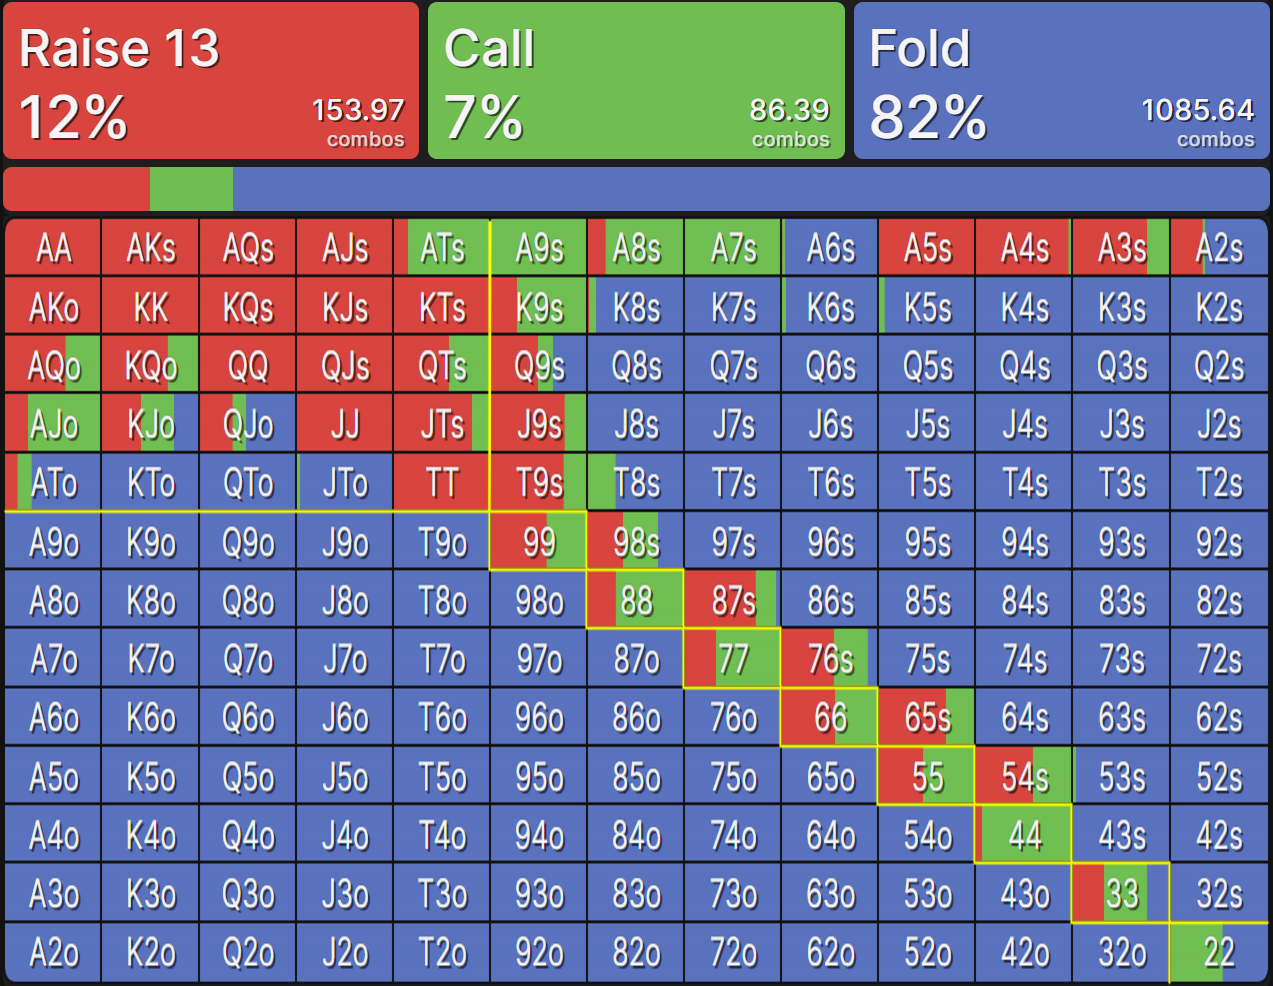 Raise 13 Call Fold
12% 153.97 combos 7% 86.39 combos 82% 1085.64 combos
AA AKs AQs AJs ATs A9s A8s A7s A6s A5s A4s A3s A2s
AKo KK KQs KJs KTs K9s K8s K7s K6s K5s K4s K3s K2s
AQo KQo QQ QJs QTs Q9s Q8s Q7s Q6s Q5s Q4s Q3s Q2s
AJo KJo QJo JJ JTs J9s J8s J7s J6s J5s J4s J3s J2s
ATo KTo QTo JTo TT T9s T8s T7s T6s T5s T4s T3s T2s
A9o K9o Q9o J9o T9o 99 98s 97s 96s 95s 94s 93s 92s
A8o K8o Q8o J8o T8o 98o 88 87s 86s 85s 84s 83s 82s
A7o K7o Q7o J7o T7o 97o 87o 77 76s 75s 74s 73s 72s
A6o K6o Q6o J6o T6o 96o 86o 76o 66 65s 64s 63s 62s
A5o K5o Q5o J5o T5o 95o 85o 75o 65o 55 54s 53s 52s
A4o K4o Q4o J4o T4o 94o 84o 74o 64o 54o 44 43s 42s
A3o K3o Q3o J3o T3o 93o 83o 73o 63o 53o 43o 33 32s
A2o K2o Q2o J2o T2o 92o 82o 72o 62o 52o 42o 32o 22